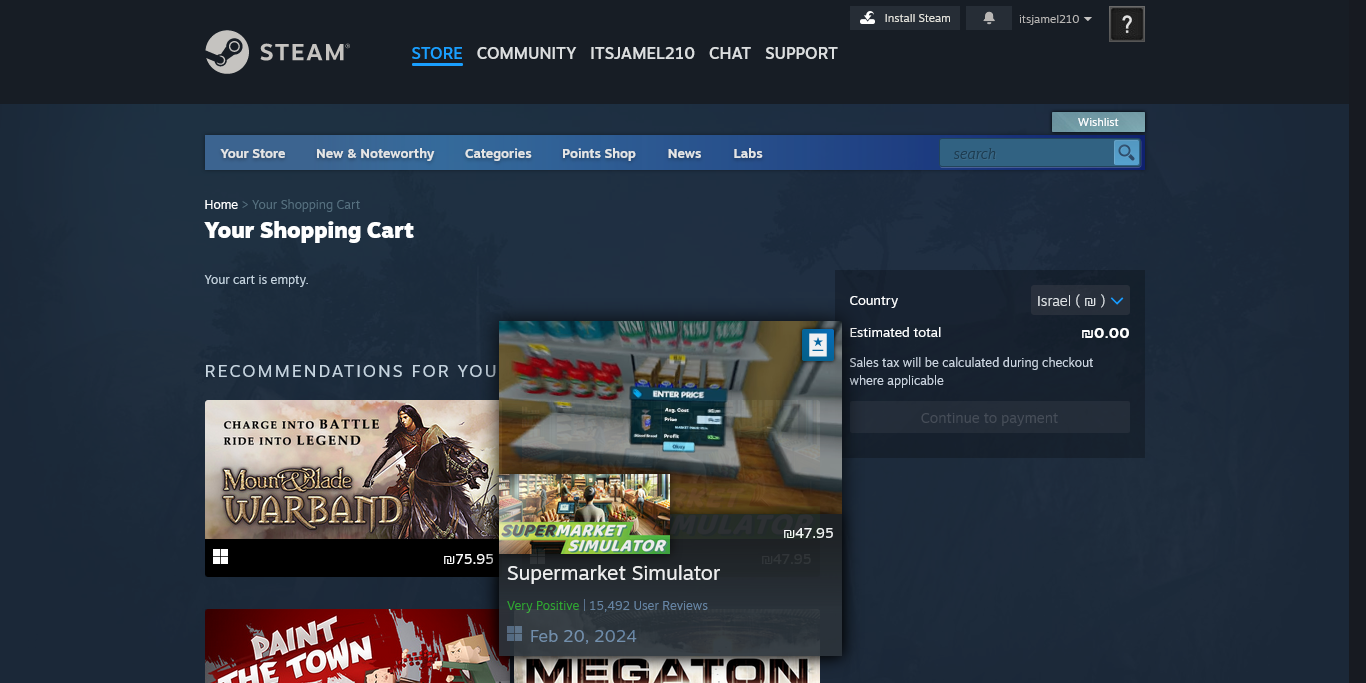 Install Steam
itsjamel210
?
STEAM®
STORE COMMUNITY ITSJAMEL210 CHAT SUPPORT
Wishlist
Your Store New & Noteworthy Categories Points Shop News Labs
search
Home > Your Shopping Cart
Your Shopping Cart
Your cart is empty.
Country
Israel ( ₪ )
Estimated total ₪0.00
Sales tax will be calculated during checkout
where applicable
Continue to payment
RECOMMENDATIONS FOR YOU
CHARGE INTO BATTLE
RIDE INTO LEGEND
Mount&Blade
WARBAND
₪75.95
ENTER PRICE
Avg. Cost
Price
Profit
Okay
SUPERMARKET
SIMULATOR
₪47.95
₪47.95
Supermarket Simulator
Very Positive | 15,492 User Reviews
Feb 20, 2024
PAINT
THE TOWN
MEGATON